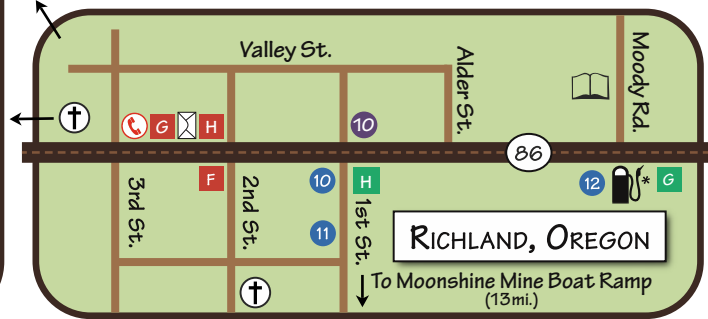 Valley St.
Alder St.
Moody Rd.
G H
10
86
F
10
H
12
* G
3rd St.
2nd St.
1st St.
11
RICHLAND, OREGON
To Moonshine Mine Boat Ramp
(13mi.)